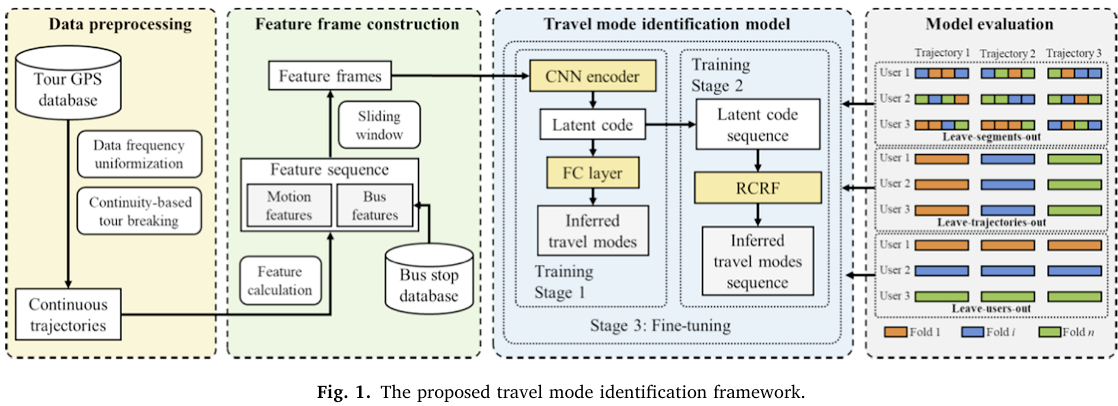 Data preprocessing
Tour GPS
database
Data frequency
uniformization
Continuity-based
tour breaking
Continuous
trajectories
Feature frame construction
Feature frames
Sliding
window
Feature sequence
Motion
features
Bus
features
Feature
calculation
Bus stop
database
Travel mode identification model
CNN encoder
Latent code
FC layer
Inferred
travel modes
Training
Stage 1
Training
Stage 2
Latent code
sequence
RCRF
Inferred
travel modes
sequence
Stage 3: Fine-tuning
Model evaluation
Trajectory 1 Trajectory 2 Trajectory 3
User 1
User 2
User 3
Leave-segments-out
User 1
User 2
User 3
Leave-trajectories-out
User 1
User 2
User 3
Leave-users-out
Fold 1 Fold i Fold n
Fig. 1. The proposed travel mode identification framework.